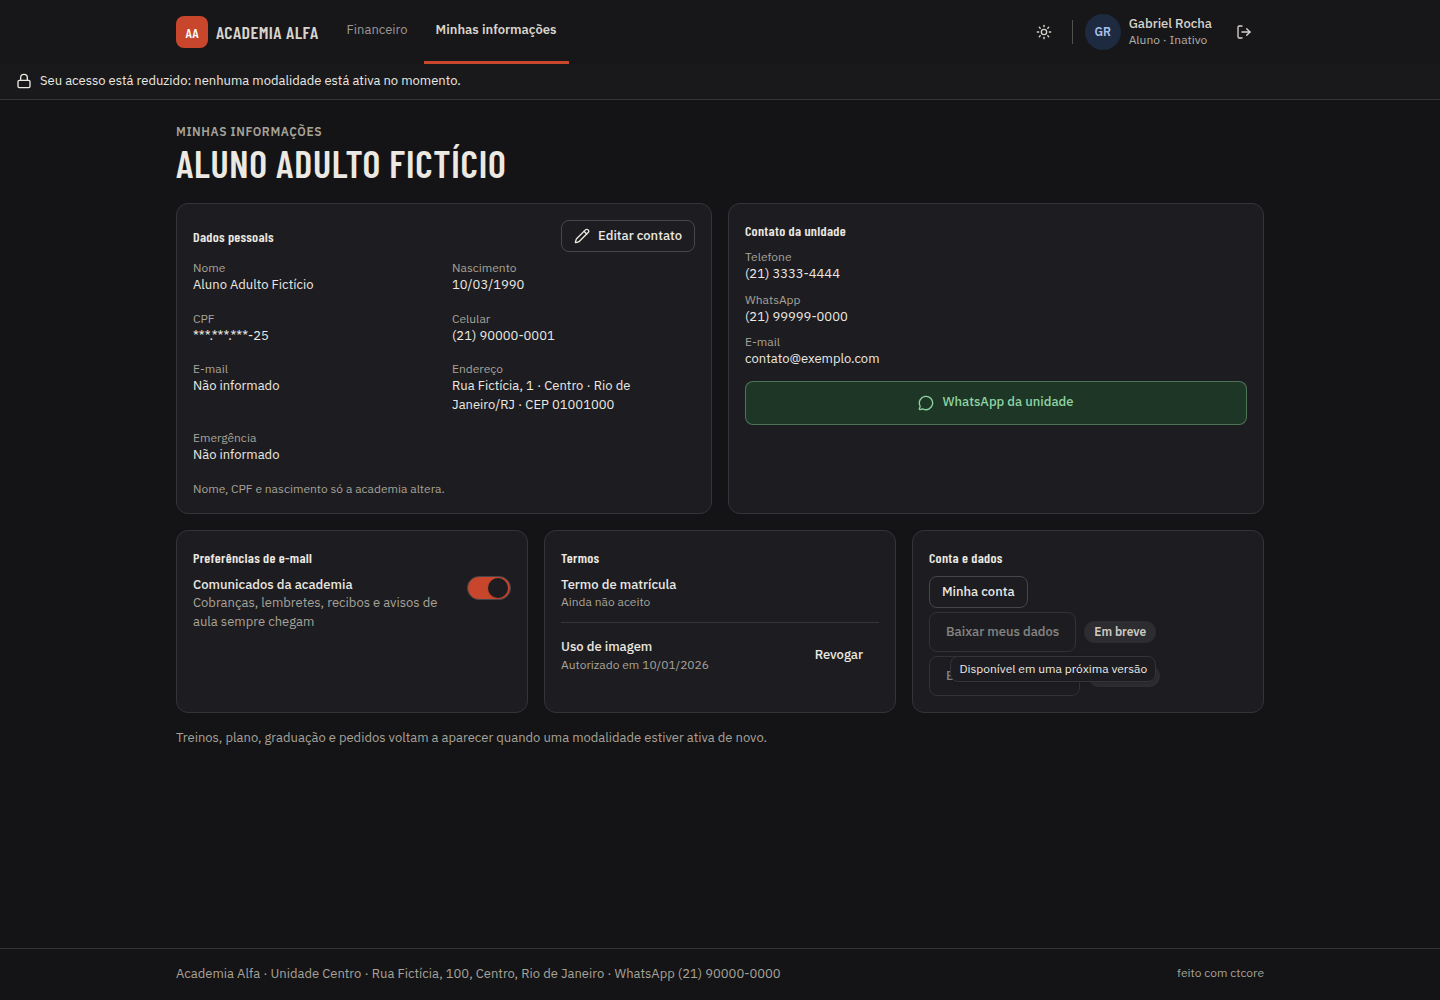 AA ACADEMIA ALFA Financeiro Minhas informações GR Gabriel Rocha
Aluno · Inativo
Seu acesso está reduzido: nenhuma modalidade está ativa no momento.
MINHAS INFORMAÇÕES
ALUNO ADULTO FICTÍCIO
Dados pessoais
Editar contato
Nome
Aluno Adulto Fictício
Nascimento
10/03/1990
CPF
***.***.***-25
Celular
(21) 90000-0001
E-mail
Não informado
Endereço
Rua Fictícia, 1 · Centro · Rio de
Janeiro/RJ · CEP 01001000
Emergência
Não informado
Nome, CPF e nascimento só a academia altera.
Contato da unidade
Telefone
(21) 3333-4444
WhatsApp
(21) 99999-0000
E-mail
contato@exemplo.com
WhatsApp da unidade
Preferências de e-mail
Comunicados da academia
Cobranças, lembretes, recibos e avisos de
aula sempre chegam
Termos
Termo de matrícula
Ainda não aceito
Uso de imagem
Autorizado em 10/01/2026
Revogar
Conta e dados
Minha conta
Baixar meus dados Em breve
Disponível em uma próxima versão
Treinos, plano, graduação e pedidos voltam a aparecer quando uma modalidade estiver ativa de novo.
Academia Alfa · Unidade Centro · Rua Fictícia, 100, Centro, Rio de Janeiro · WhatsApp (21) 90000-0000
feito com ctcore